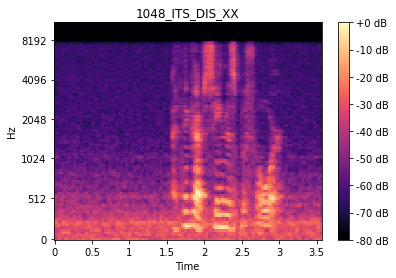 1048_ITS_DIS_XX
+0 dB
8192
-10 dB
4096
-20 dB
-30 dB
2048
Hz
-40 dB
1024
-50 dB
512
-60 dB
-70 dB
0
-80 dB
0 0.5 1 1.5 2 2.5 3 3.5
Time